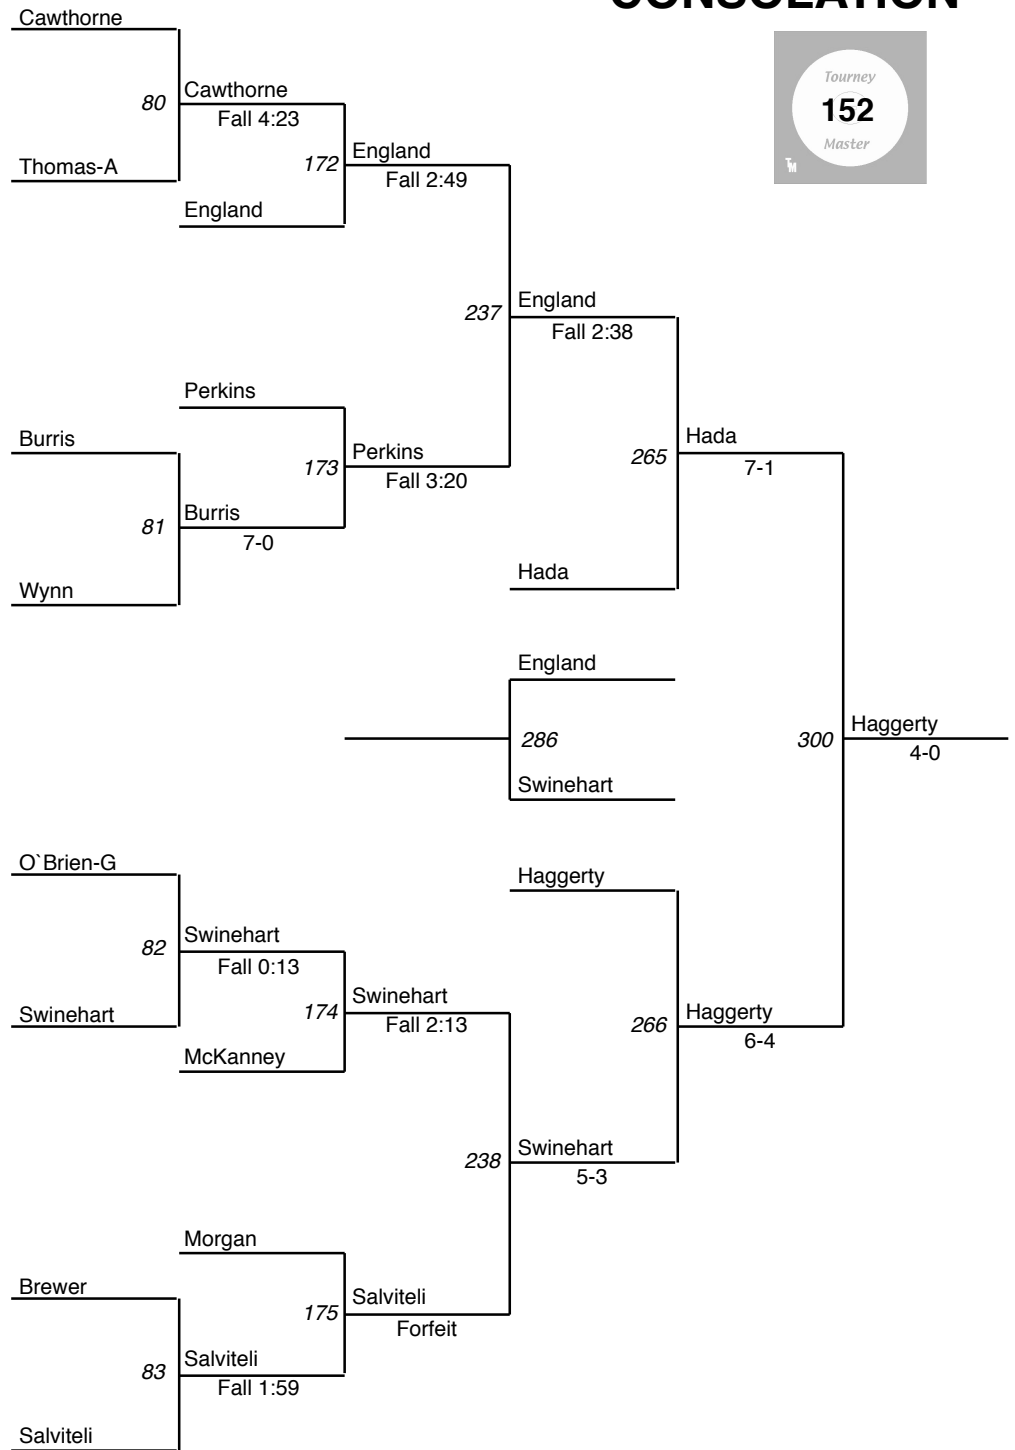 CONSOLATION
Cawthorne
Tourney
152
Master
TM
80
Cawthorne
Fall 4:23
Thomas-A
172
England
Fall 2:49
England
237
England
Fall 2:38
Perkins
Burris
173
Perkins
Fall 3:20
265
Hada
7-1
81
Burris
7-0
Wynn
Hada
England
286
Swinehart
300
Haggerty
4-0
O`Brien-G
Haggerty
82
Swinehart
Fall 0:13
Swinehart
174
Swinehart
Fall 2:13
McKanney
266
Haggerty
6-4
238
Swinehart
5-3
Morgan
Brewer
175
Salviteli
Forfeit
83
Salviteli
Fall 1:59
Salviteli